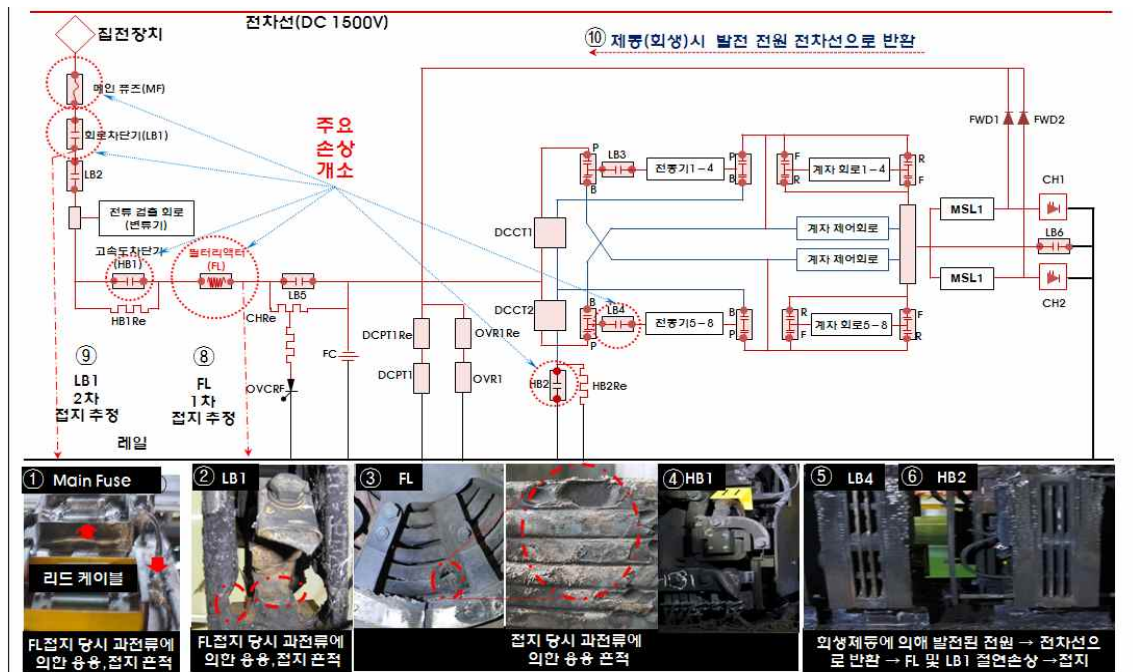 전차선(DC 1500V)
집전장치
⑩ 제동(회생)시 발전 전원 전차선으로 반환
메인 퓨즈(MF)
회로차단기(LB1)
LB2
주요
손상
개소
FWD1
FWD2
P
LB3
전동기1-4
P
B
B
F
R
계자 회로1-4
R
F
전류 검출 회로
(변류기)
DCCT1
계자 제어회로
계자 제어회로
MSL1
CH1
LB6
고속도차단기
(HB1)
필터리액터
(FL)
LB5
HB1Re
CHRe
DCCT2
MSL1
CH2
B
LB4
P
전동기5-8
B
P
R
F
계자 회로5-8
F
R
DCPT1Re
OVR1Re
FC
DCPT1
OVR1
OVCRF
HB2
HB2Re
⑨
LB1
2차
접지 추정
⑧
FL
1차
접지 추정
레일
① Main Fuse
② LB1
③ FL
④ HB1
⑤ LB4
⑥ HB2
리드 케이블
FL접지 당시 과전류에
의한 용융,접지 흔적
FL접지 당시 과전류에
의한 용융,접지 흔적
접지 당시 과전류에
의한 용융 흔적
회생제동에 의해 발전된 전원 → 전차선으
로 반환 → FL 및 LB1 절연손상 →접지